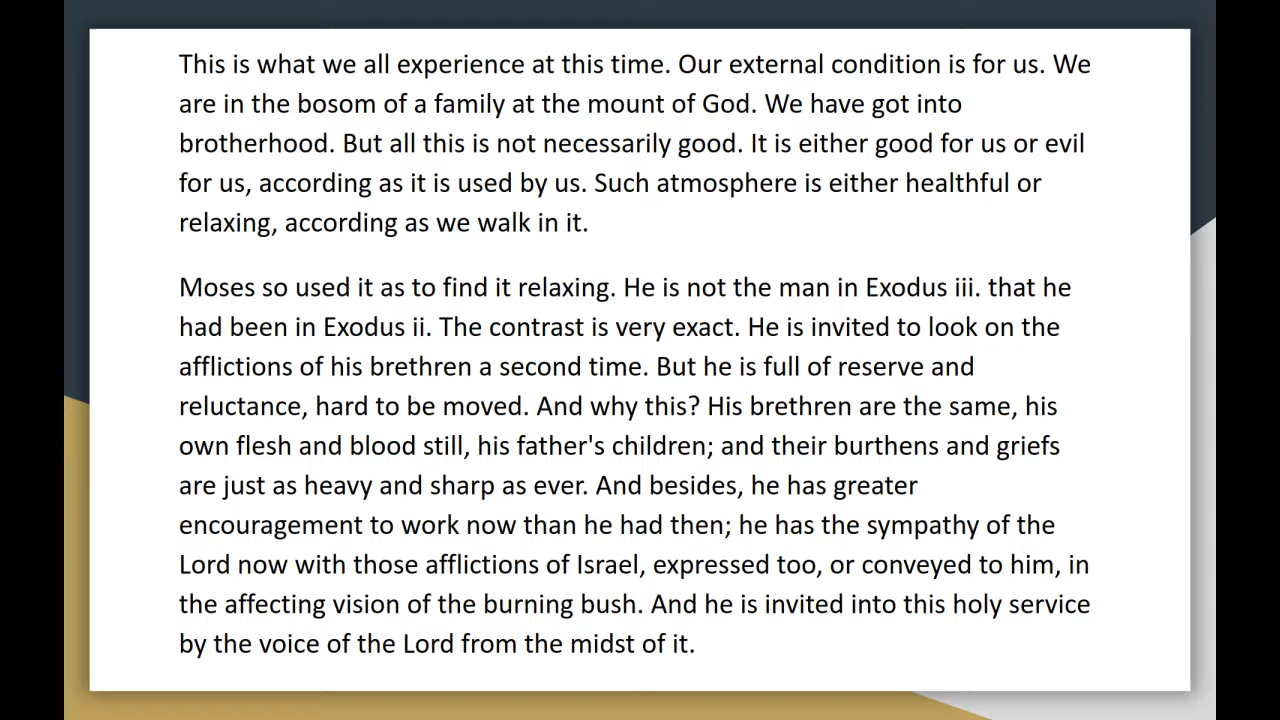 This is what we all experience at this time. Our external condition is for us. We
are in the bosom of a family at the mount of God. We have got into
brotherhood. But all this is not necessarily good. It is either good for us or evil
for us, according as it is used by us. Such atmosphere is either healthful or
relaxing, according as we walk in it.
Moses so used it as to find it relaxing. He is not the man in Exodus iii. that he
had been in Exodus ii. The contrast is very exact. He is invited to look on the
afflictions of his brethren a second time. But he is full of reserve and
reluctance, hard to be moved. And why this? His brethren are the same, his
own flesh and blood still, his father's children; and their burthens and griefs
are just as heavy and sharp as ever. And besides, he has greater
encouragement to work now than he had then; he has the sympathy of the
Lord now with those afflictions of Israel, expressed too, or conveyed to him, in
the affecting vision of the burning bush. And he is invited into this holy service
by the voice of the Lord from the midst of it.